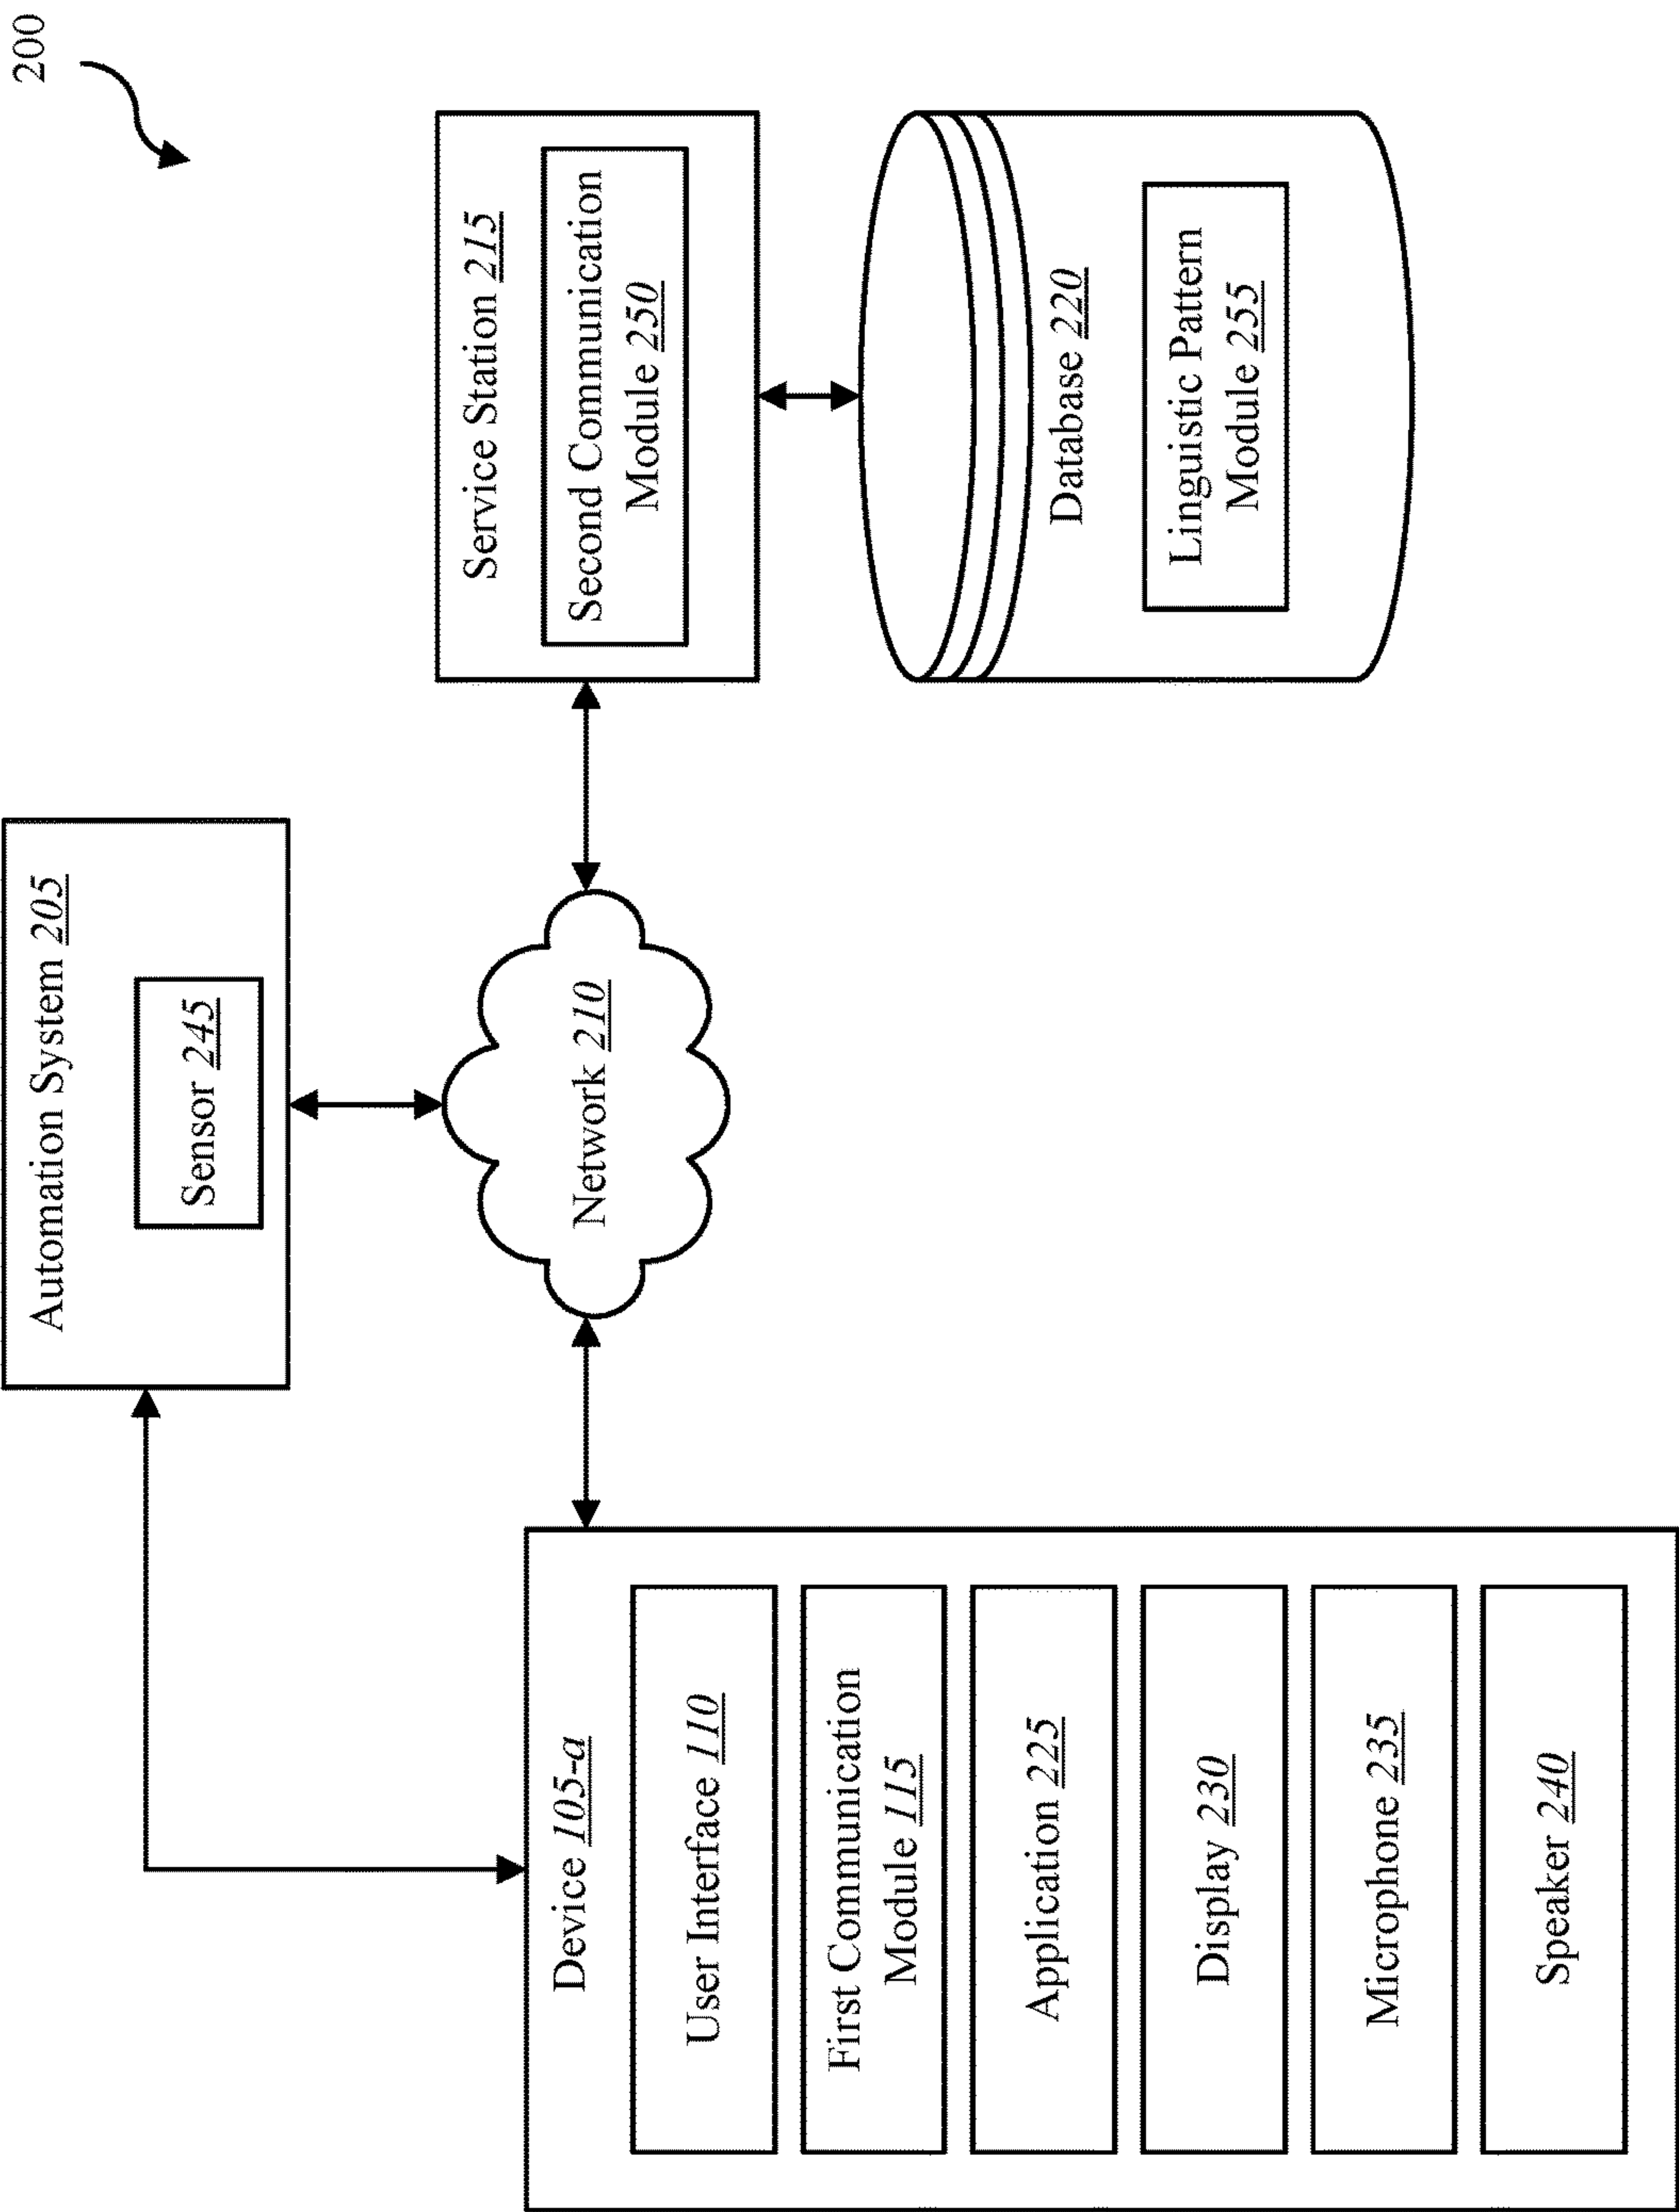 200
Automation System 205
Sensor 245
Device 105-a
User Interface 110
First Communication
Module 115
Application 225
Display 230
Microphone 235
Speaker 240
Network 210
Service Station 215
Second Communication
Module 250
Database 220
Linguistic Pattern
Module 255